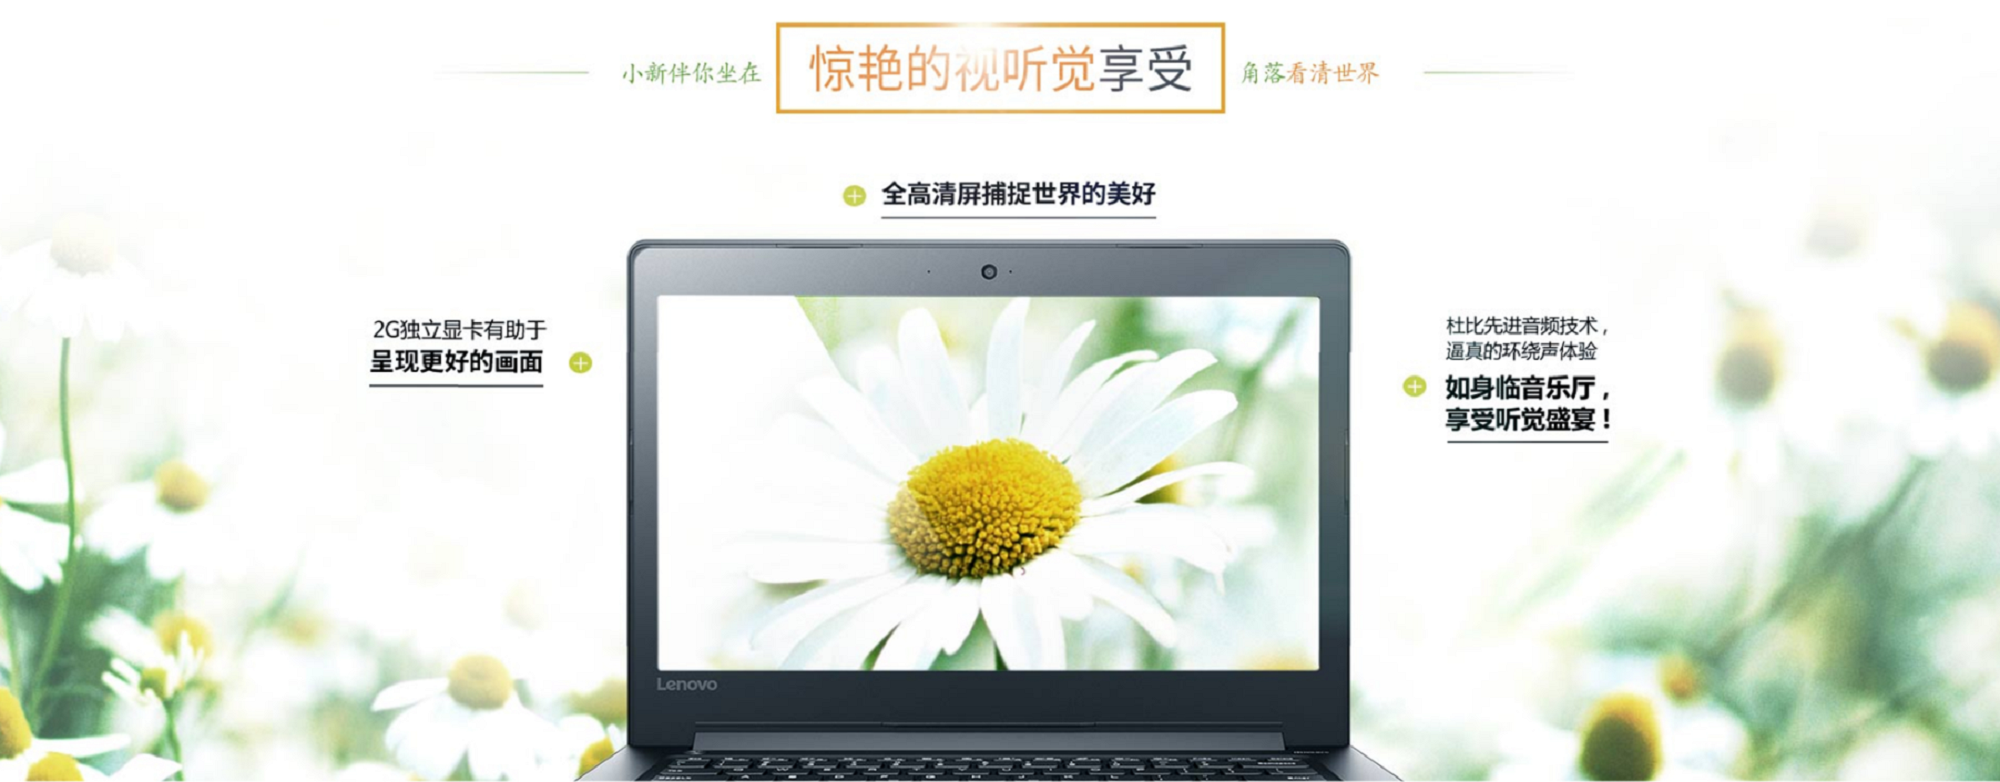 小新伴你坐在 惊艳的视听觉享受 角落看清世界
全高清屏捕捉世界的美好
2G独立显卡有助于
呈现更好的画面
杜比先进音频技术，
逼真的环绕声体验
如身临音乐厅，
享受听觉盛宴！
Lenovo